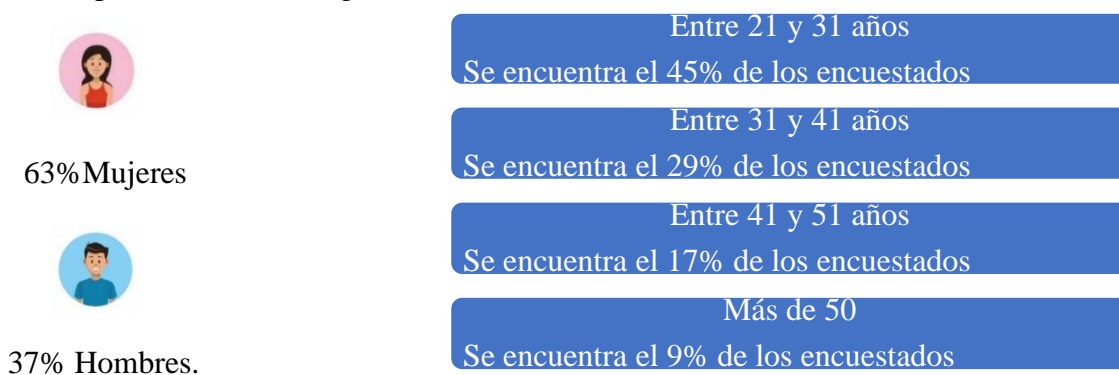 63%Mujeres
37% Hombres.
Entre 21 y 31 años
Se encuentra el 45% de los encuestados
Entre 31 y 41 años
Se encuentra el 29% de los encuestados
Entre 41 y 51 años
Se encuentra el 17% de los encuestados
Más de 50
Se encuentra el 9% de los encuestados